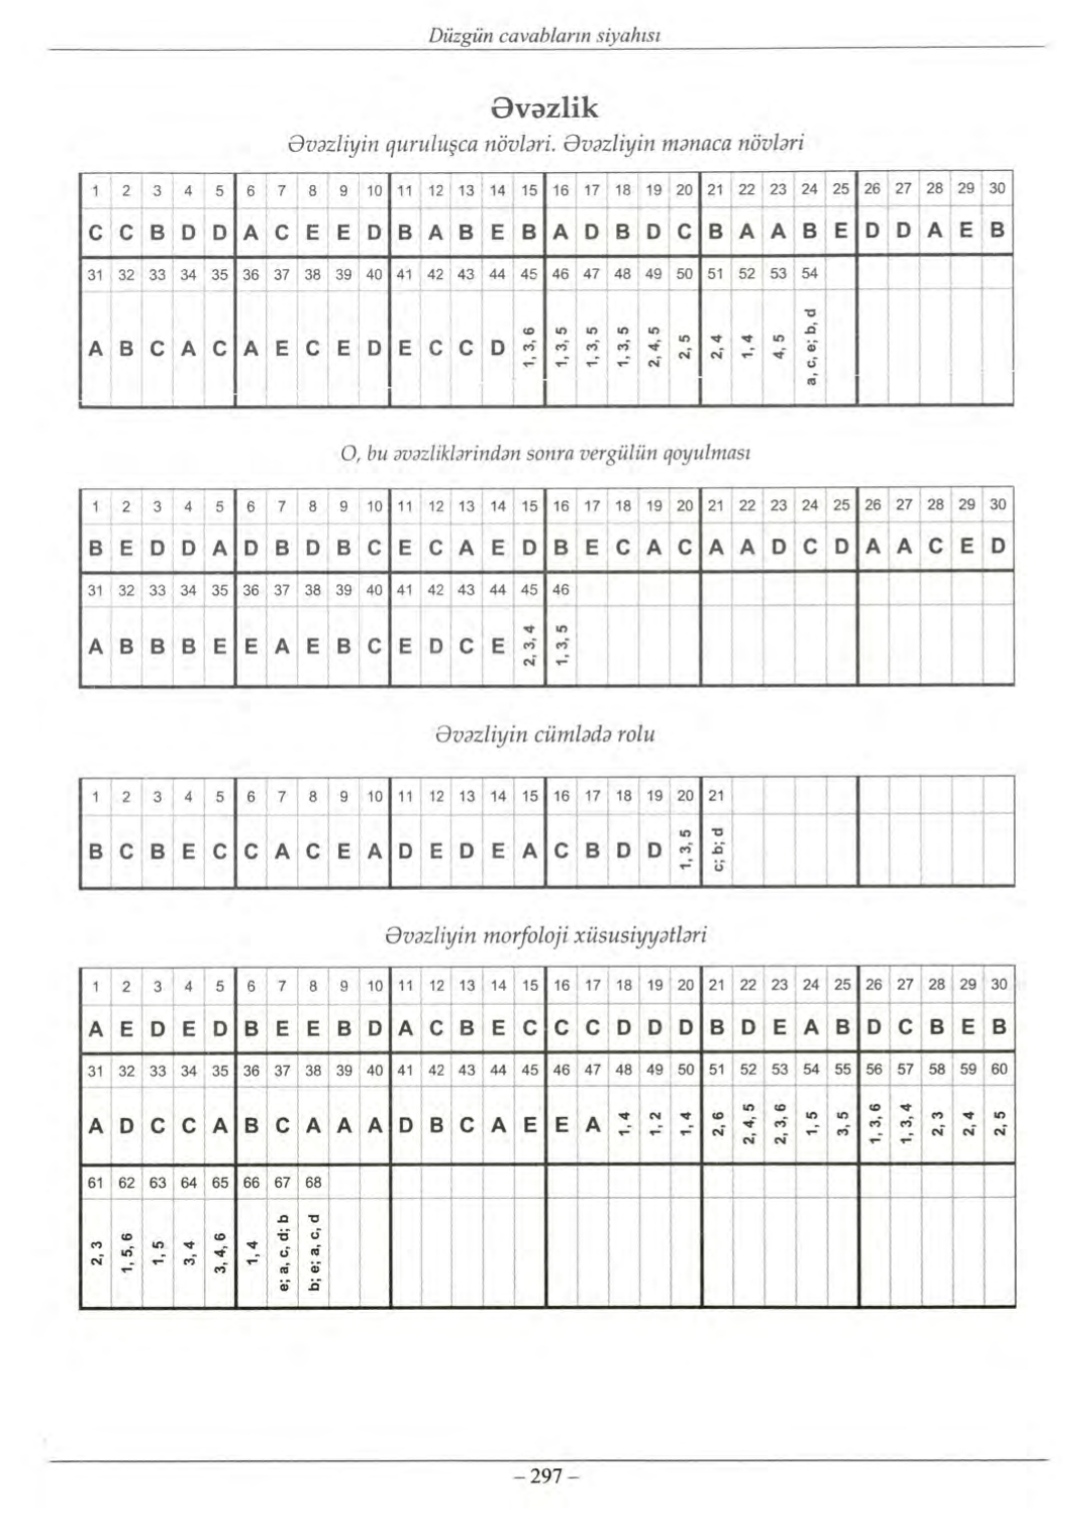 Düzgün cavabların siyahısı
Əvəzlik
Əvəzliyin quruluşca növləri. Əvəzliyin mənaca növləri
1 2 3 4 5 6 7 8 9 10 11 12 13 14 15 16 17 18 19 20 21 22 23 24 25 26 27 28 29 30
C C B D D A C E E D B A B E B A D B D C B A A B E D D A E B
31 32 33 34 35 36 37 38 39 40 41 42 43 44 45 46 47 48 49 50 51 52 53 54
A B C A C A E C E D E C C D 1, 3, 6 1, 3, 5 1, 3, 5 1, 3, 5 2, 4, 5 2, 5 2, 4 1, 4 4, 5 a, c, e; b, d
O, bu əvəzliklərindən sonra vergülün qoyulması
1 2 3 4 5 6 7 8 9 10 11 12 13 14 15 16 17 18 19 20 21 22 23 24 25 26 27 28 29 30
B E D D A D B D B C E C A E D B E C A C A A D C D A A C E D
31 32 33 34 35 36 37 38 39 40 41 42 43 44 45 46
A B B B E E A E B C E D C E 2, 3, 4 1, 3, 5
Əvəzliyin cümlədə rolu
1 2 3 4 5 6 7 8 9 10 11 12 13 14 15 16 17 18 19 20 21
B C B E C C A C E A D E D E A C B D D 1, 3, 5 c; b; d
Əvəzliyin morfoloji xüsusiyyətləri
1 2 3 4 5 6 7 8 9 10 11 12 13 14 15 16 17 18 19 20 21 22 23 24 25 26 27 28 29 30
A E D E D B E E B D A C B E C C C D D D B D E A B D C B E B
31 32 33 34 35 36 37 38 39 40 41 42 43 44 45 46 47 48 49 50 51 52 53 54 55 56 57 58 59 60
A D C C A B C A A A D B C A E E A 1, 4 1, 2 1, 4 2, 6 2, 4, 5 2, 3, 6 1, 5 3, 5 1, 3, 6 1, 3, 4 2, 3 2, 4 2, 5
61 62 63 64 65 66 67 68
2, 3 1, 5, 6 1, 5 3, 4 3, 4, 6 1, 4 e; a, c, d; b b; e; a, c, d
– 297 –